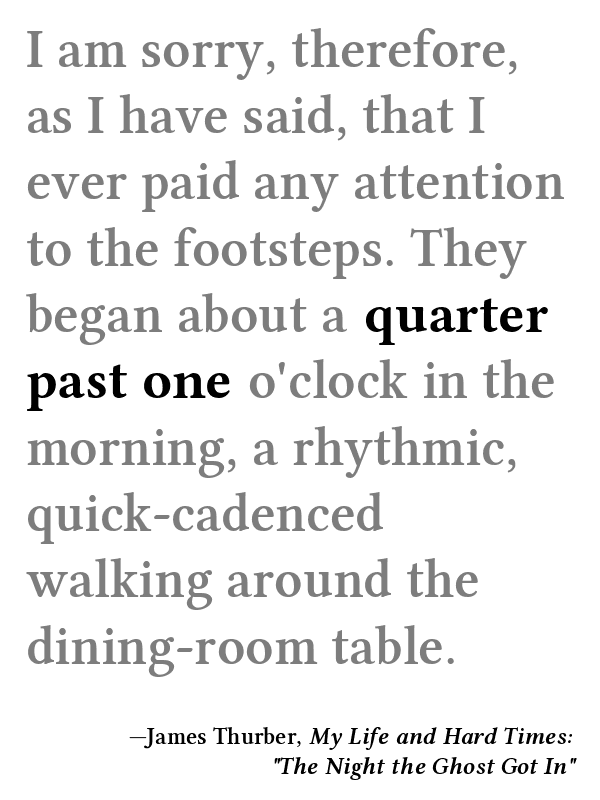 I am sorry, therefore,
as I have said, that I
ever paid any attention
to the footsteps. They
began about a quarter
past one o'clock in the
morning, a rhythmic,
quick-cadenced
walking around the
dining-room table.
—James Thurber, My Life and Hard Times:
"The Night the Ghost Got In"